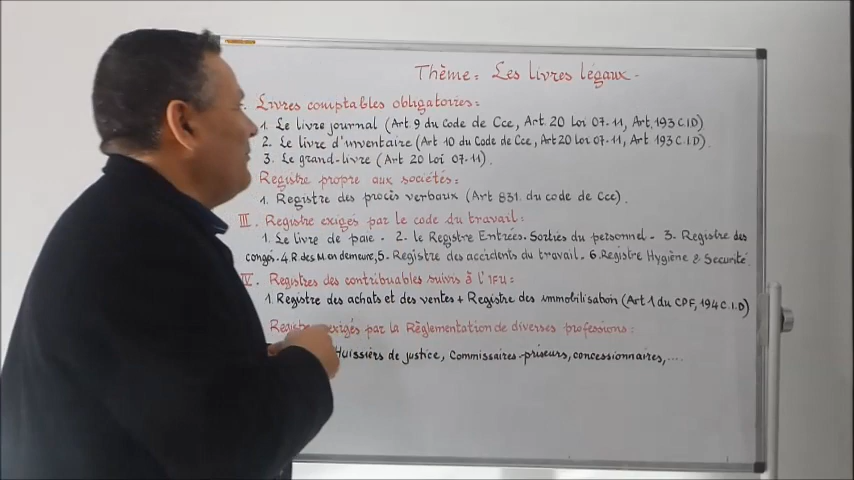 Thème: Les livres légaux.
Livres comptables obligatoires:
1. Le livre journal (Art 9 du Code de Cce, Art. 20 Loi 07-11, Art. 193 C.I.D)
2. Le livre d'inventaire (Art 10 du Code de Cce, Art 20 Loi 07-11, Art 193 C.I.D).
3. Le grand-livre (Art 20 Loi 07-11).
Registre propre aux sociétés:
1. Registre des procès verbaux (Art 831. du code de Cce).
III. Registre exigés par le code du travail:
1. Le livre de paie - 2. le Registre Entrées-Sorties du personnel - 3. Registre des
congés - 4. R. des M. en demeure, 5 - Registre des accidents du travail - 6. Registre Hygiène & Securité
IV. Registres des contribuables suivis à l'IFU:
1. Registre des achats et des ventes + Registre des immobilisation (Art 1 du CPF, 194 C.I.D)
exigés par la Règlementation de diverses professions:
Huissiers de justice, Commissaires-priseurs, concessionnaires,....